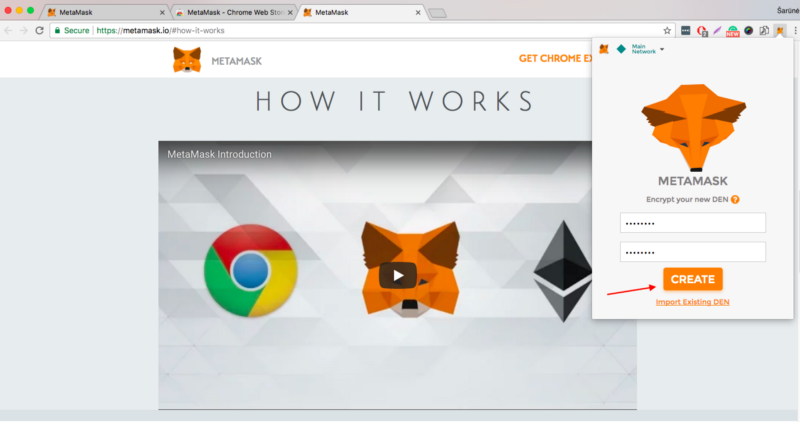 MetaMask
MetaMask - Chrome Web Sto
MetaMask
Šarūnė
Secure
https://metamask.io/#how-it-works
NEW
METAMASK
GET CHROME EX
HOW IT WORKS
MetaMask Introduction
Main
Network
METAMASK
Encrypt your new DEN ?
••••••••
••••••••
CREATE
Import Existing DEN